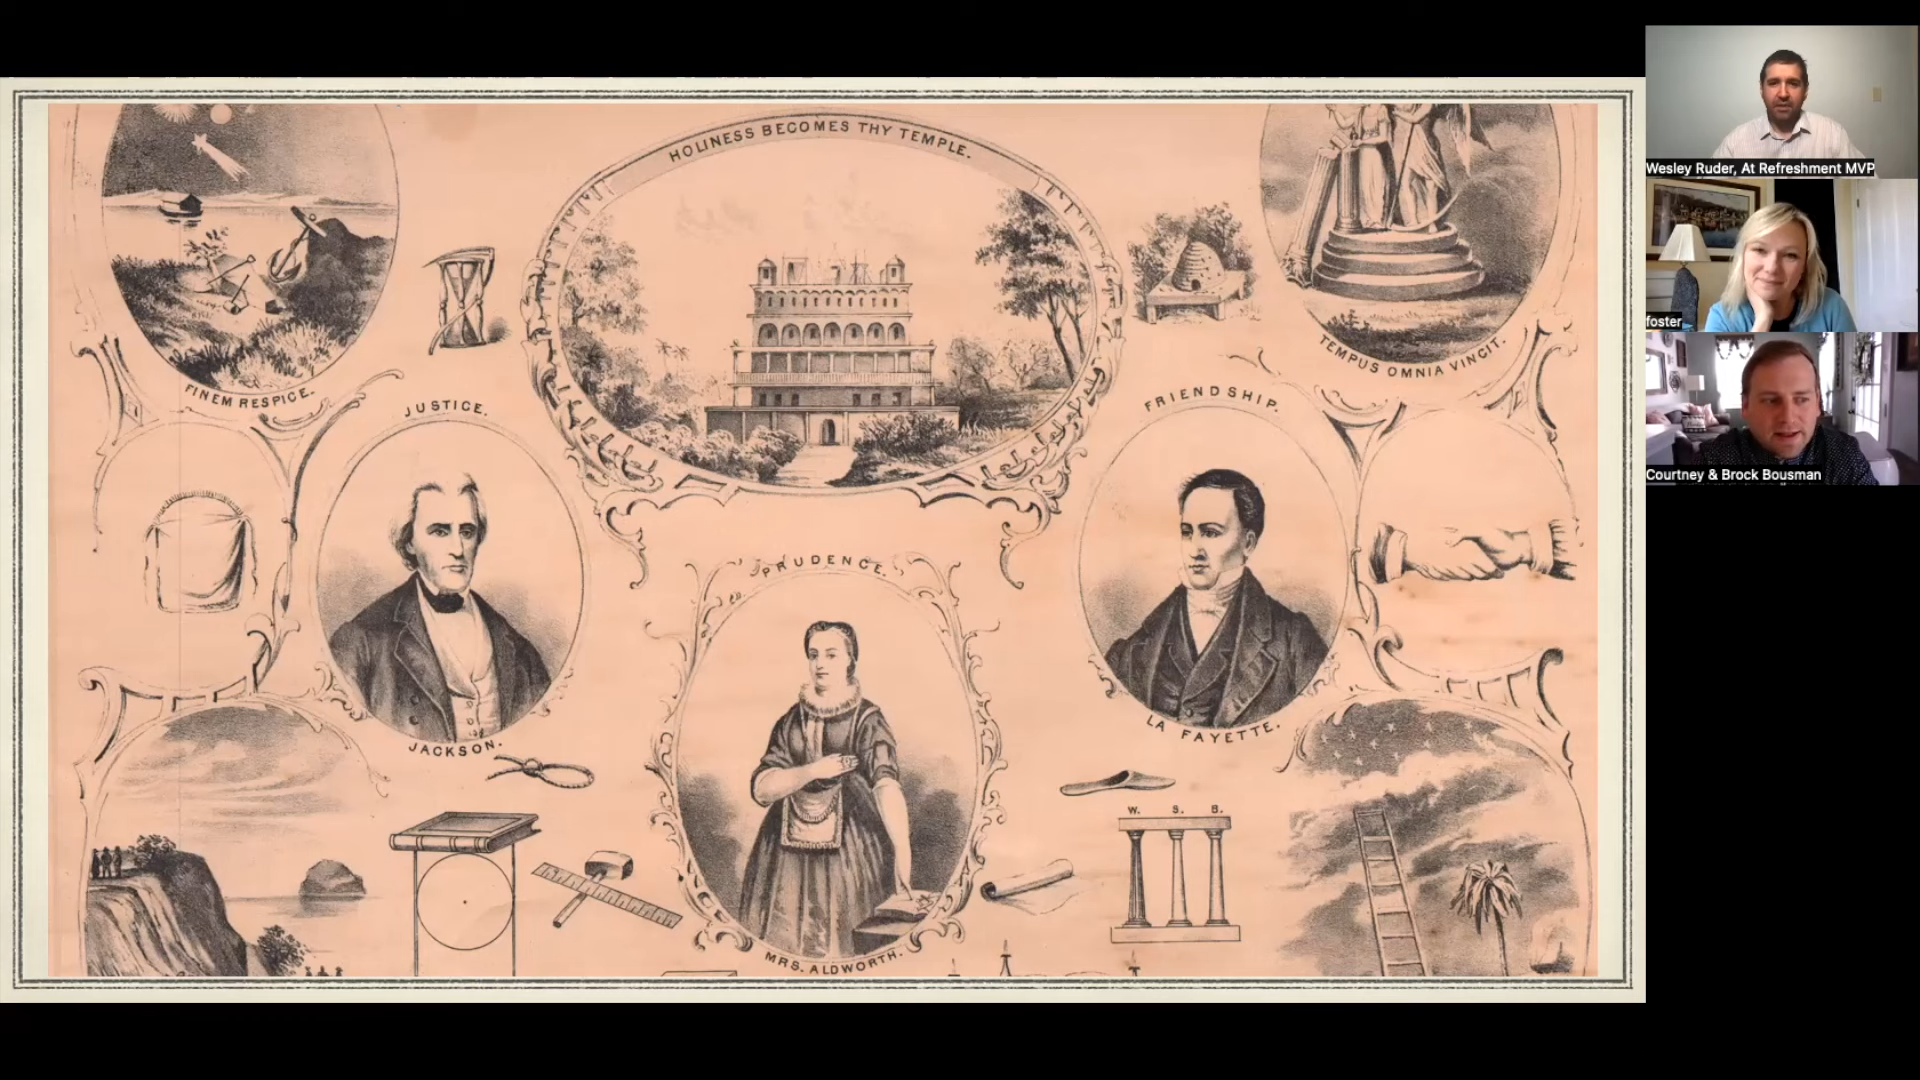 HOLINESS BECOMES THY TEMPLE.
FINEM RESPICE.
TEMPUS OMNIA VINCIT.
JUSTICE.
FRIENDSHIP.
PRUDENCE.
JACKSON.
LA FAYETTE.
W. S. B.
MRS. ALDWORTH.
Wesley Ruder, At Refreshment MVP
foster
Courtney & Brock Bousman